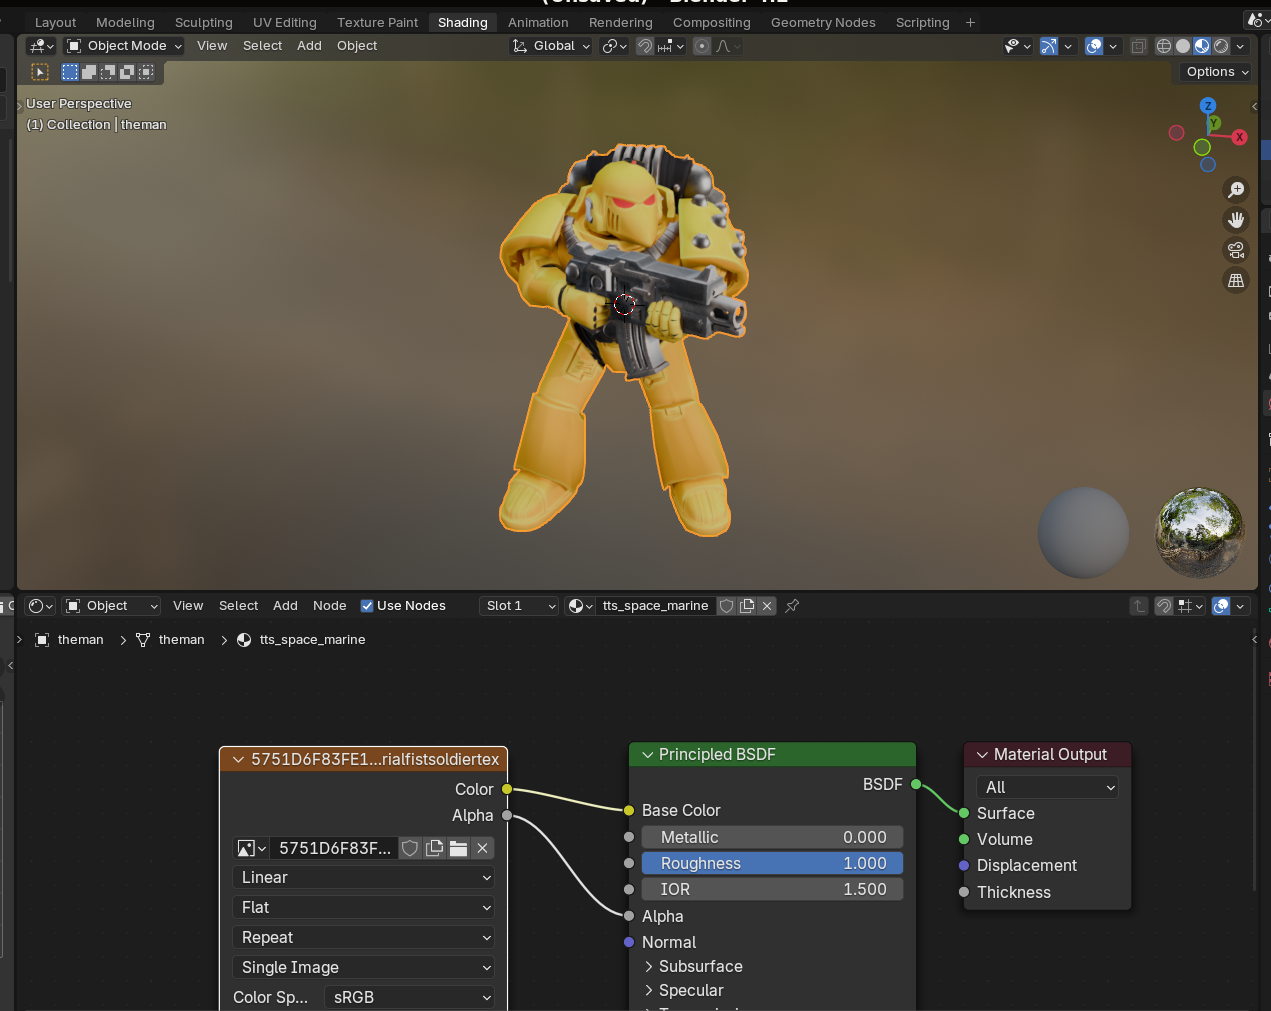 Layout Modeling Sculpting UV Editing Texture Paint Shading Animation Rendering Compositing Geometry Nodes Scripting +
Object Mode View Select Add Object Global
Options
User Perspective
(1) Collection | theman
Z
Y
X
Object View Select Add Node Use Nodes Slot 1 tts_space_marine
theman > theman > tts_space_marine
5751D6F83FE1...rialfistsoldiertex
Color
Alpha
5751D6F83F...
Linear
Flat
Repeat
Single Image
Color Sp... sRGB
Principled BSDF
BSDF
Base Color
Metallic 0.000
Roughness 1.000
IOR 1.500
Alpha
Normal
Subsurface
Specular
Material Output
All
Surface
Volume
Displacement
Thickness